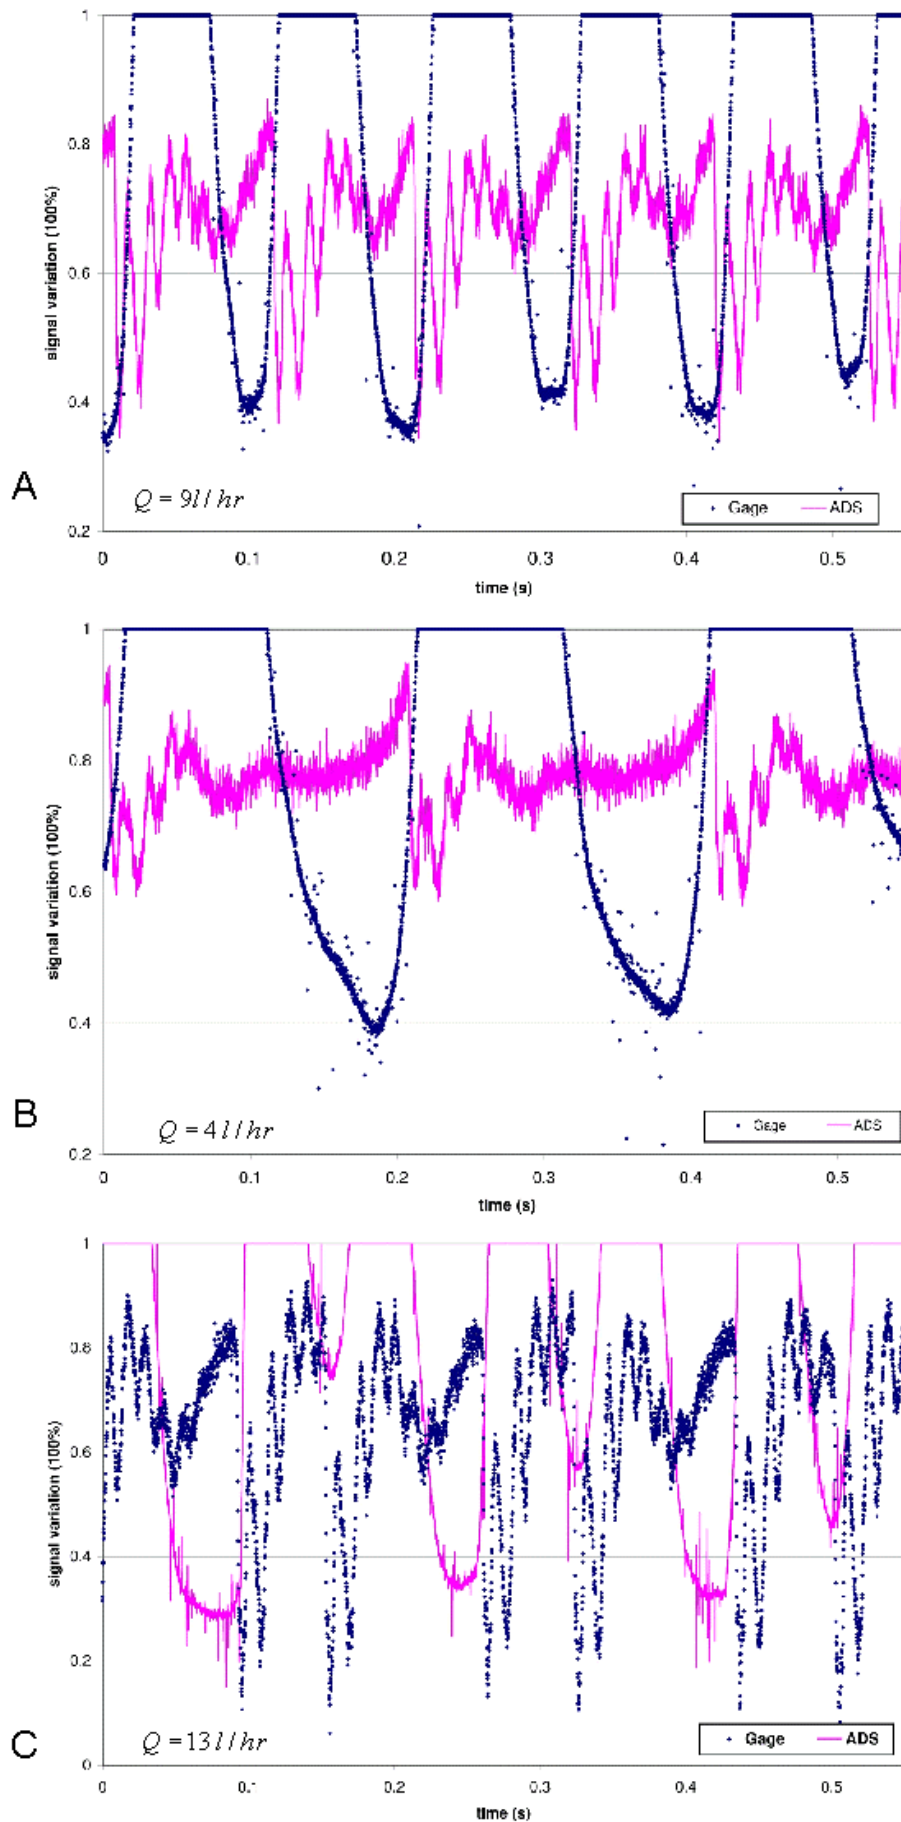 1
0.8
signal variation (100%)
0.6
0.4
A
Q = 9l / hr
Gage ADS
0.2
0 0.1 0.2 0.3 0.4 0.5
time (s)
1
0.8
signal variation (100%)
0.6
0.4
B
Q = 4 l / hr
Gage ADS
0.2
0 0.1 0.2 0.3 0.4 0.5
time (s)
1
0.8
signal variation (100%)
0.6
0.4
0.2
C
Q = 13 l / hr
Gage ADS
0
0 0.1 0.2 0.3 0.4 0.5
time (s)